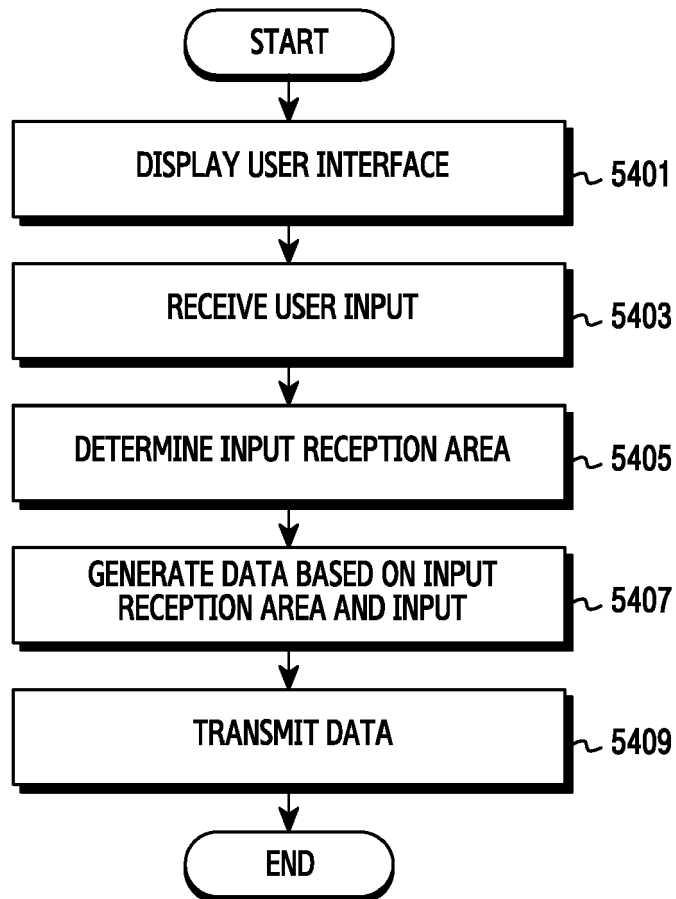 START
DISPLAY USER INTERFACE
5401
RECEIVE USER INPUT
5403
DETERMINE INPUT RECEPTION AREA
5405
GENERATE DATA BASED ON INPUT
RECEPTION AREA AND INPUT
5407
TRANSMIT DATA
5409
END